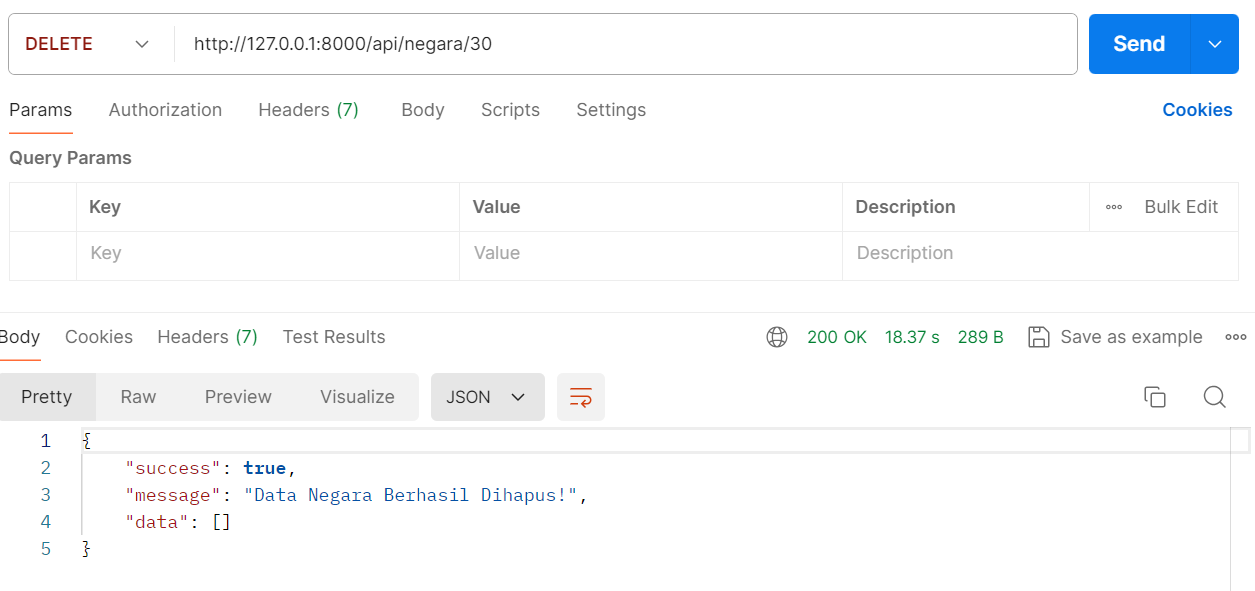 DELETE http://127.0.0.1:8000/api/negara/30 Send
Params Authorization Headers (7) Body Scripts Settings Cookies
Query Params
Key Value Description Bulk Edit
Key Value Description
Body Cookies Headers (7) Test Results 200 OK 18.37 s 289 B Save as example
Pretty Raw Preview Visualize JSON
1 {
2 "success": true,
3 "message": "Data Negara Berhasil Dihapus!",
4 "data": []
5 }